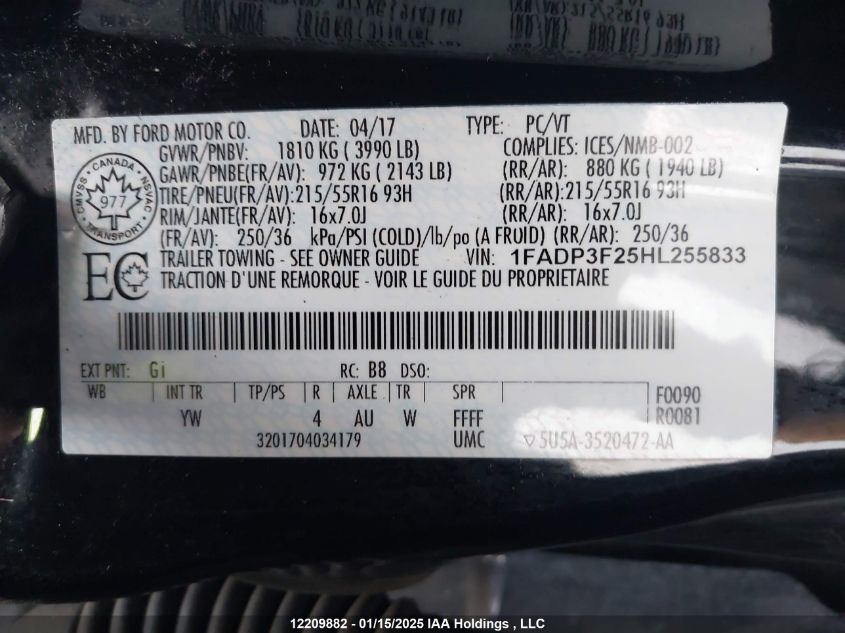 MFD. BY FORD MOTOR CO. DATE: 04/17 TYPE: PC/VT
GVWR/PNBV: 1810 KG ( 3990 LB) COMPLIES: ICES/NMB-002
GAWR/PNBE(FR/AV): 972 KG ( 2143 LB) (RR/AR): 880 KG ( 1940 LB)
TIRE/PNEU(FR/AV):215/55R16 93H (RR/AR):215/55R16 93H
RIM/JANTE(FR/AV): 16x7.0J (RR/AR): 16x7.0J
(FR/AV): 250/36 kPa/PSI (COLD)/lb/po (A FROID) (RR/AR): 250/36
TRAILER TOWING - SEE OWNER GUIDE VIN: 1FADP3F25HL255833
TRACTION D'UNE REMORQUE - VOIR LE GUIDE DU PROPRIETAIRE
CANADA
CMVSS NSVAC
977
TRANSPORT
EC
EXT PNT: Gi RC: B8 DSO:
WB INT TR TP/PS R AXLE TR SPR F0090
YW 4 AU W FFFF R0081
3201704034179 UMC ▽5U5A-3520472-AA
12209882 - 01/15/2025 IAA Holdings , LLC